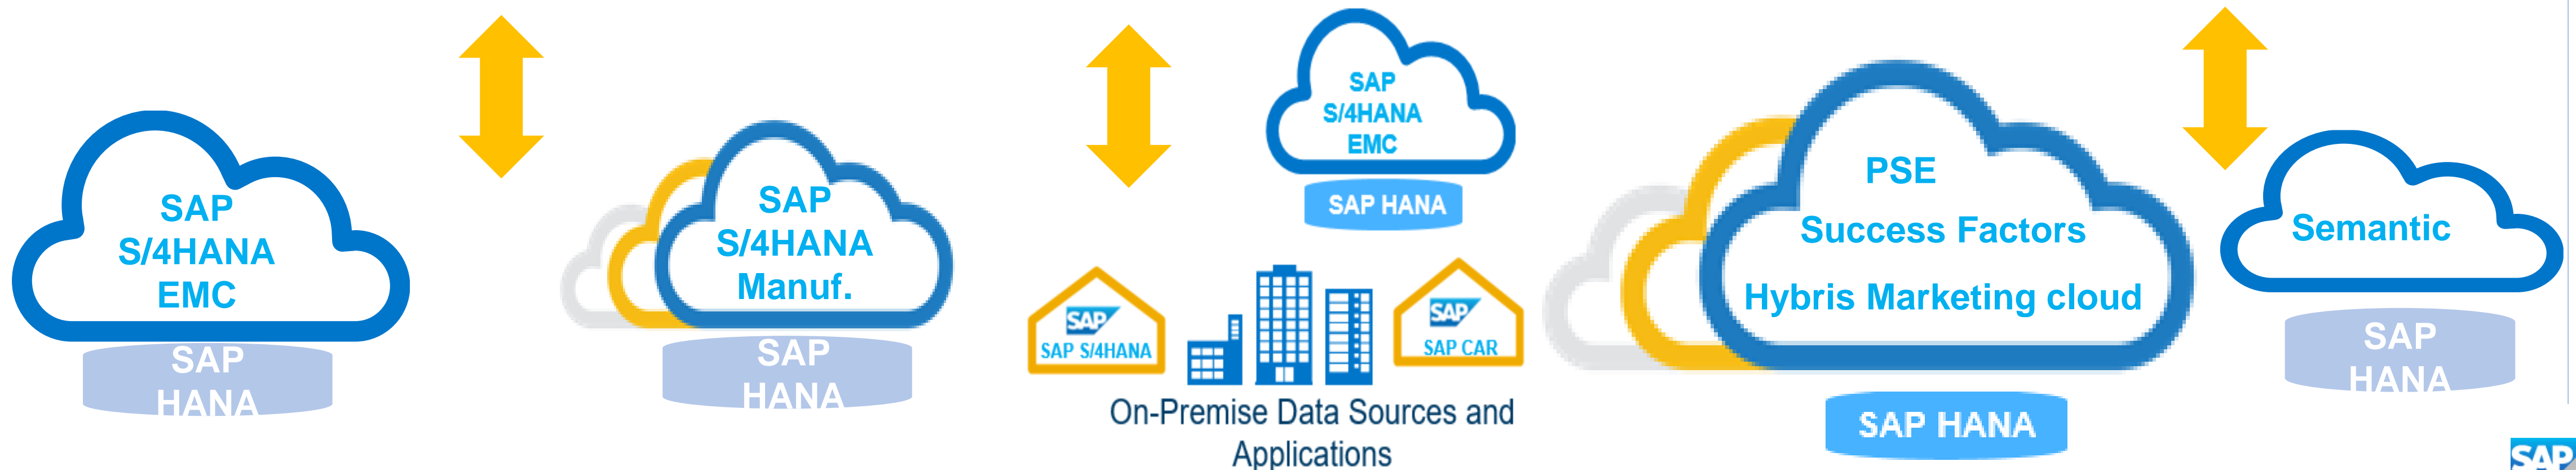 SAP
S/4HANA
EMC
SAP
HANA
SAP
S/4HANA
Manuf.
SAP
HANA
SAP
S/4HANA
EMC
SAP HANA
SAP
SAP S/4HANA
SAP
SAP CAR
On-Premise Data Sources and
Applications
PSE
Success Factors
Hybris Marketing cloud
SAP HANA
Semantic
SAP
HANA
SAP